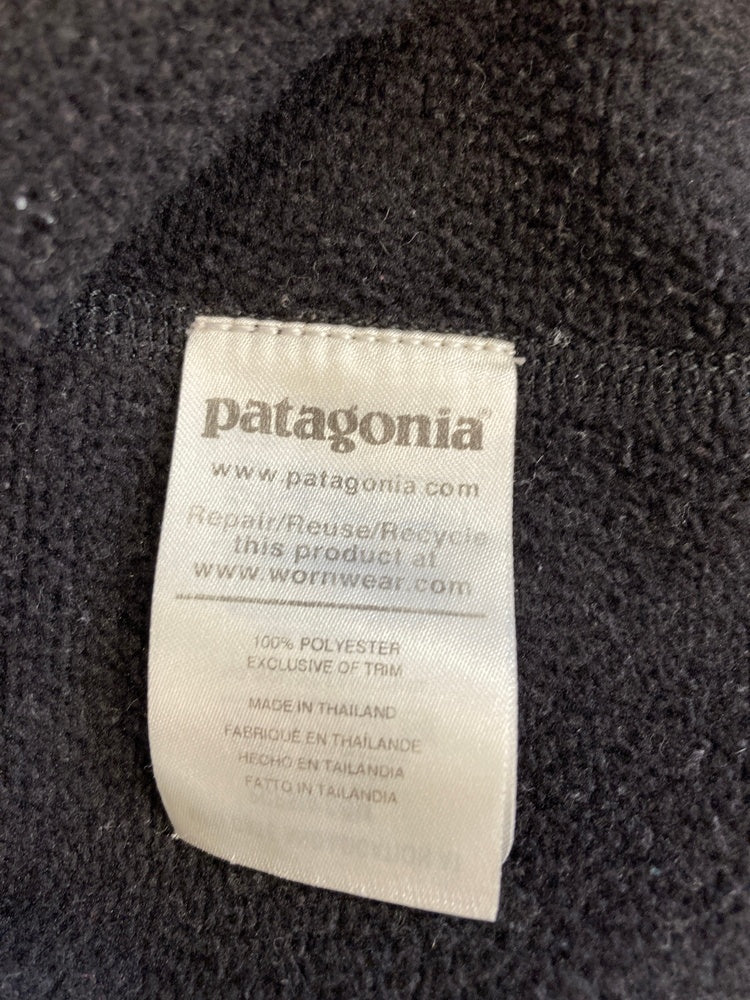 patagonia®
www.patagonia.com
Repair/Reuse/Recycle
this product at
www.wornwear.com
100% POLYESTER
EXCLUSIVE OF TRIM
MADE IN THAILAND
FABRIQUÉ EN THAÏLANDE
HECHO EN TAILANDIA
FATTO IN TAILANDIA